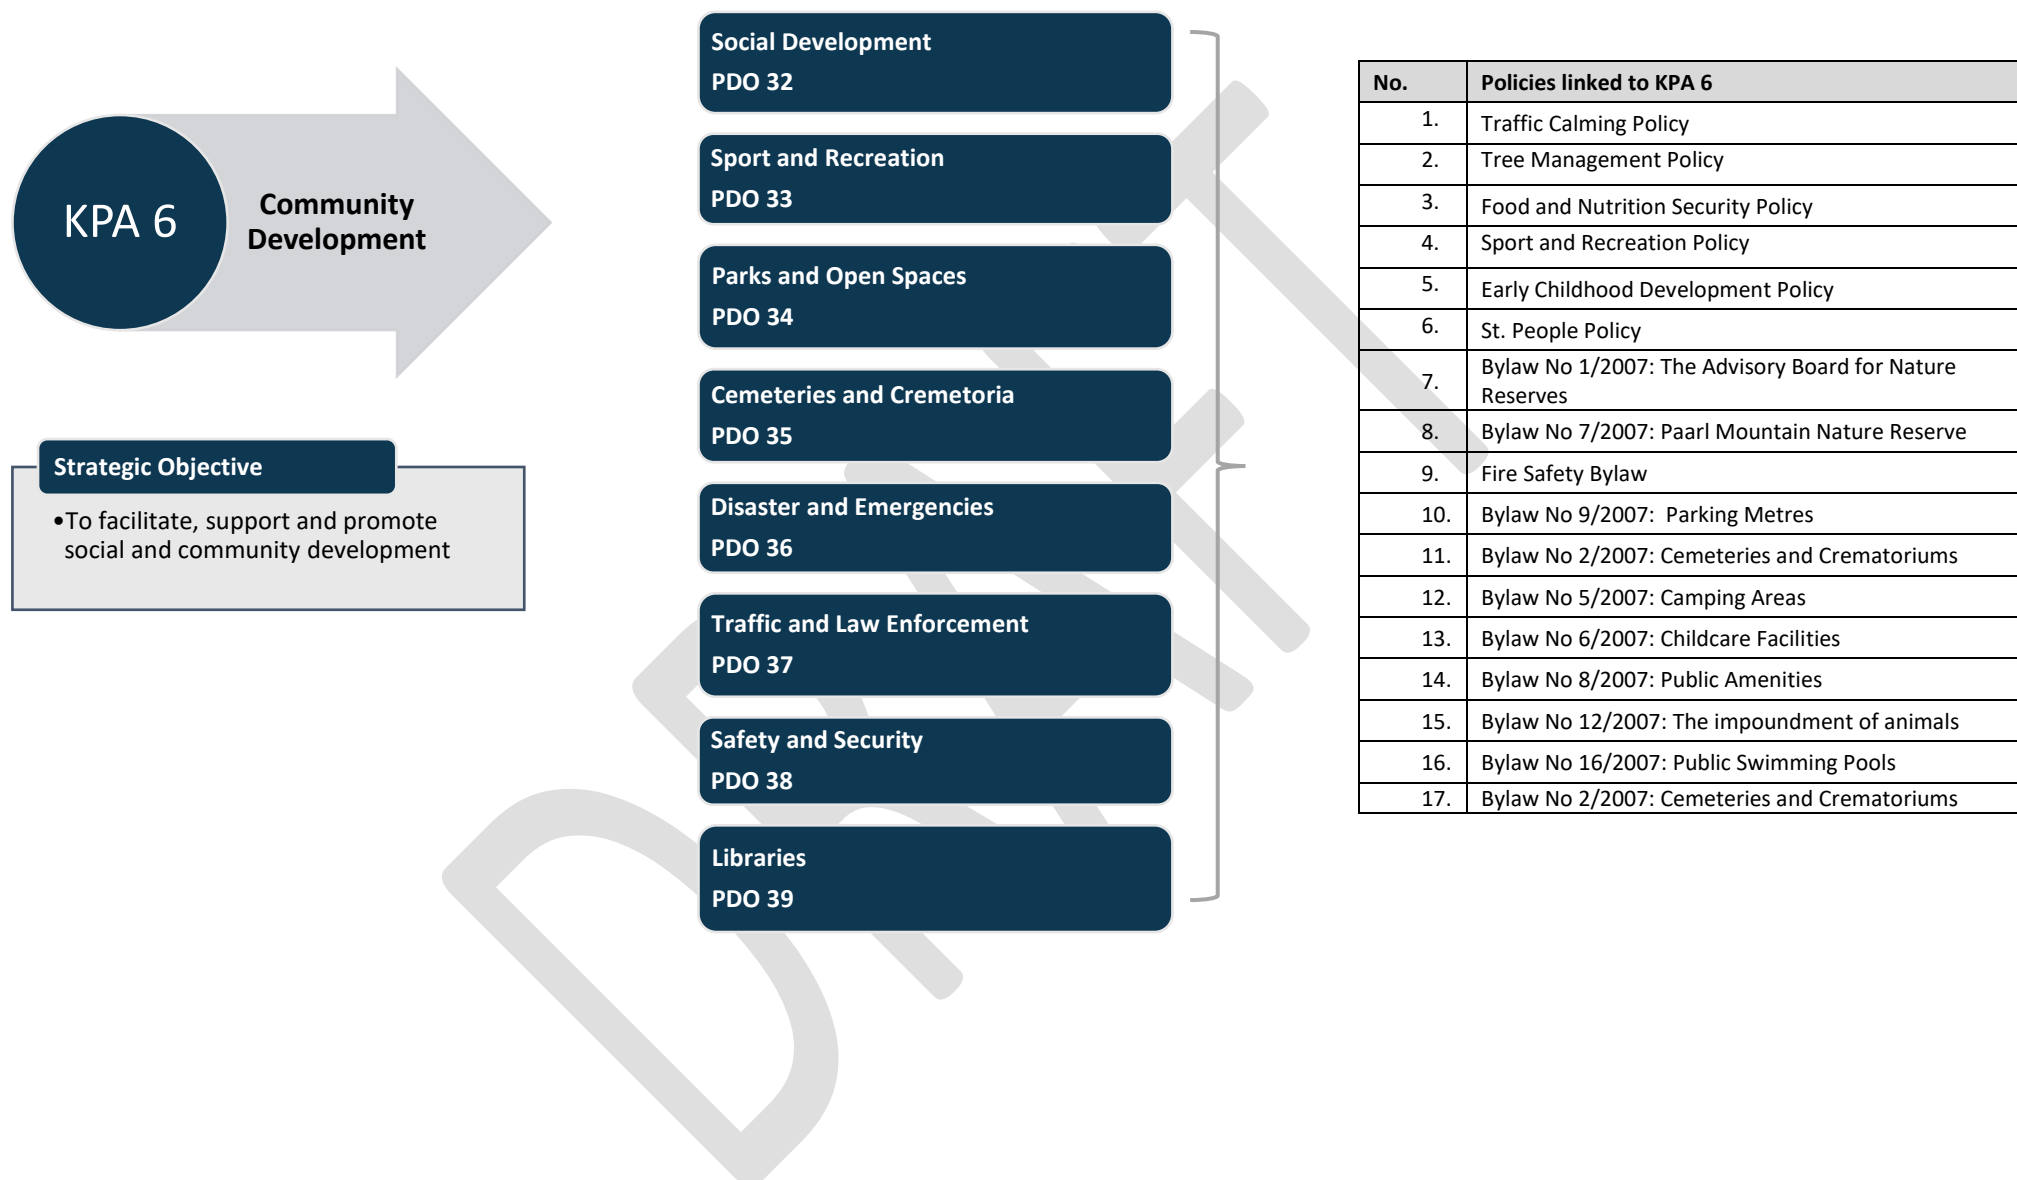 KPA 6
Community
Development
Strategic Objective
•To facilitate, support and promote
social and community development
Social Development
PDO 32
Sport and Recreation
PDO 33
Parks and Open Spaces
PDO 34
Cemeteries and Cremetoria
PDO 35
Disaster and Emergencies
PDO 36
Traffic and Law Enforcement
PDO 37
Safety and Security
PDO 38
Libraries
PDO 39
No. Policies linked to KPA 6
1. Traffic Calming Policy
2. Tree Management Policy
3. Food and Nutrition Security Policy
4. Sport and Recreation Policy
5. Early Childhood Development Policy
6. St. People Policy
7. Bylaw No 1/2007: The Advisory Board for Nature
Reserves
8. Bylaw No 7/2007: Paarl Mountain Nature Reserve
9. Fire Safety Bylaw
10. Bylaw No 9/2007:  Parking Metres
11. Bylaw No 2/2007: Cemeteries and Crematoriums
12. Bylaw No 5/2007: Camping Areas
13. Bylaw No 6/2007: Childcare Facilities
14. Bylaw No 8/2007: Public Amenities
15. Bylaw No 12/2007: The impoundment of animals
16. Bylaw No 16/2007: Public Swimming Pools
17. Bylaw No 2/2007: Cemeteries and Crematoriums
DRAFT